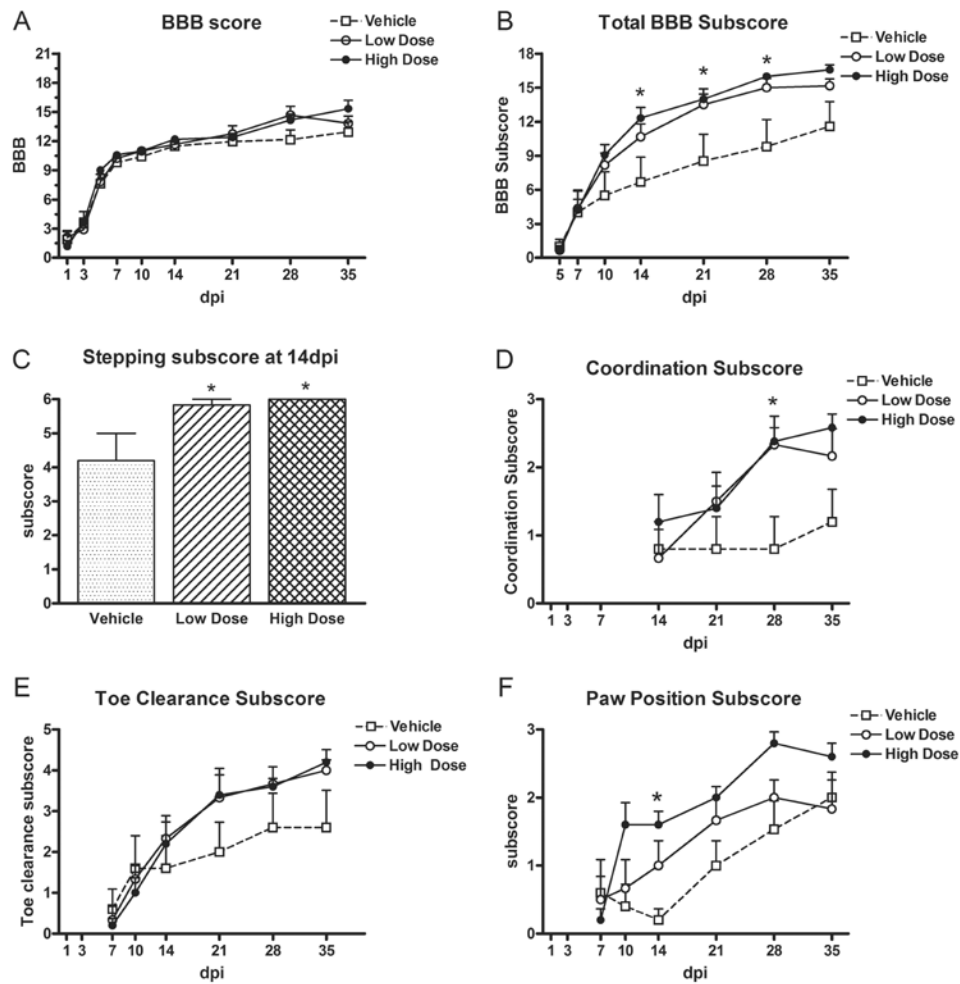 A
BBB score
Vehicle
Low Dose
High Dose
BBB
21
18
15
12
9
6
3
0
1 3 7 10 14 21 28 35
dpi
B
Total BBB Subscore
Vehicle
Low Dose
High Dose
BBB Subscore
18
15
12
9
6
3
0
* * *
5 7 10 14 21 28 35
dpi
C
Stepping subscore at 14dpi
subscore
6
4
2
0
* *
Vehicle Low Dose High Dose
D
Coordination Subscore
Vehicle
Low Dose
High Dose
Coordination Subscore
3
2
1
0
*
1 3 7 14 21 28 35
dpi
E
Toe Clearance Subscore
Vehicle
Low Dose
High Dose
Toe clearance subscore
5
4
3
2
1
0
1 3 7 10 14 21 28 35
dpi
F
Paw Position Subscore
Vehicle
Low Dose
High Dose
subscore
3
2
1
0
*
1 3 7 10 14 21 28 35
dpi